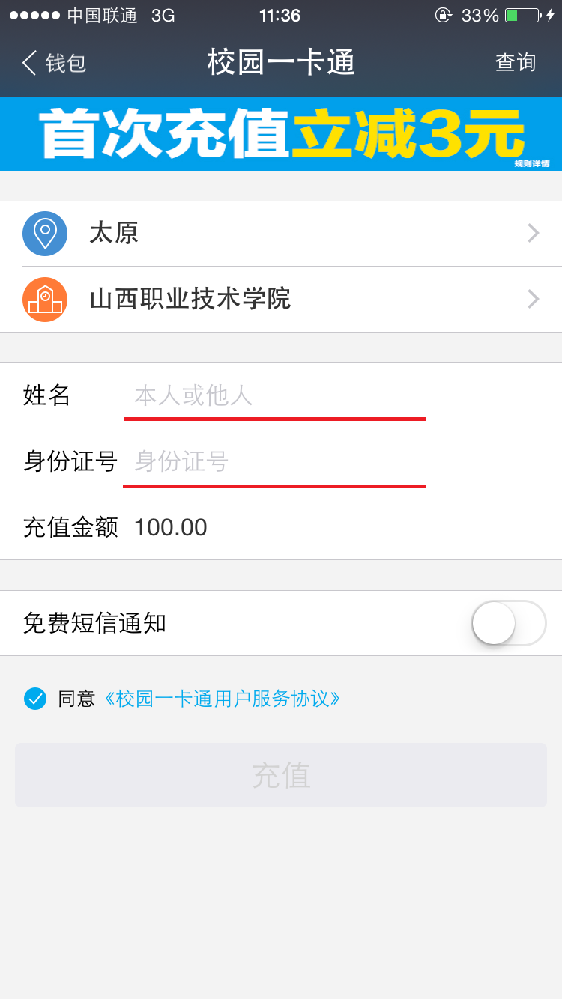 中国联通 3G 11:36 33%
钱包 校园一卡通 查询
首次充值立减3元
规则详情
太原
山西职业技术学院
姓名 本人或他人
身份证号 身份证号
充值金额 100.00
免费短信通知
同意《校园一卡通用户服务协议》
充值